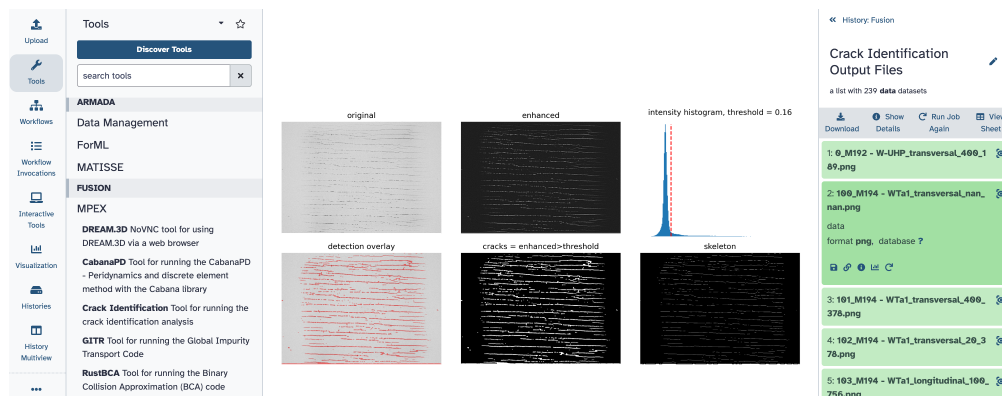 Upload
Tools
Workflows
Workflow
Invocations
Interactive
Tools
Visualization
Histories
History
Multiview
Tools
Discover Tools
search tools
ARMADA
Data Management
ForML
MATISSE
FUSION
MPEX
DREAM.3D NoVNC tool for using
DREAM.3D via a web browser
CabanaPD Tool for running the CabanaPD
- Peridynamics and discrete element
method with the Cabana library
Crack Identification Tool for running the
crack identification analysis
GITR Tool for running the Global Impurity
Transport Code
RustBCA Tool for running the Binary
Collision Approximation (BCA) code
original
enhanced
intensity histogram, threshold = 0.16
detection overlay
cracks = enhanced>threshold
skeleton
« History: Fusion
Crack Identification
Output Files
a list with 239 data datasets
Download
Show
Details
Run Job
Again
View
Sheet
1: 0_M192 - W-UHP_transversal_400_1
89.png
2: 100_M194 - WTa1_transversal_nan_
nan.png
data
format png, database ?
3: 101_M194 - WTa1_transversal_400_
378.png
4: 102_M194 - WTa1_transversal_20_3
78.png
5: 103_M194 - WTa1_longitudinal_100_
756.png